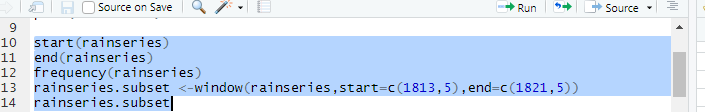 Source on Save Run Source
9
10 start(rainseries)
11 end(rainseries)
12 frequency(rainseries)
13 rainseries.subset <-window(rainseries,start=c(1813,5),end=c(1821,5))
14 rainseries.subset